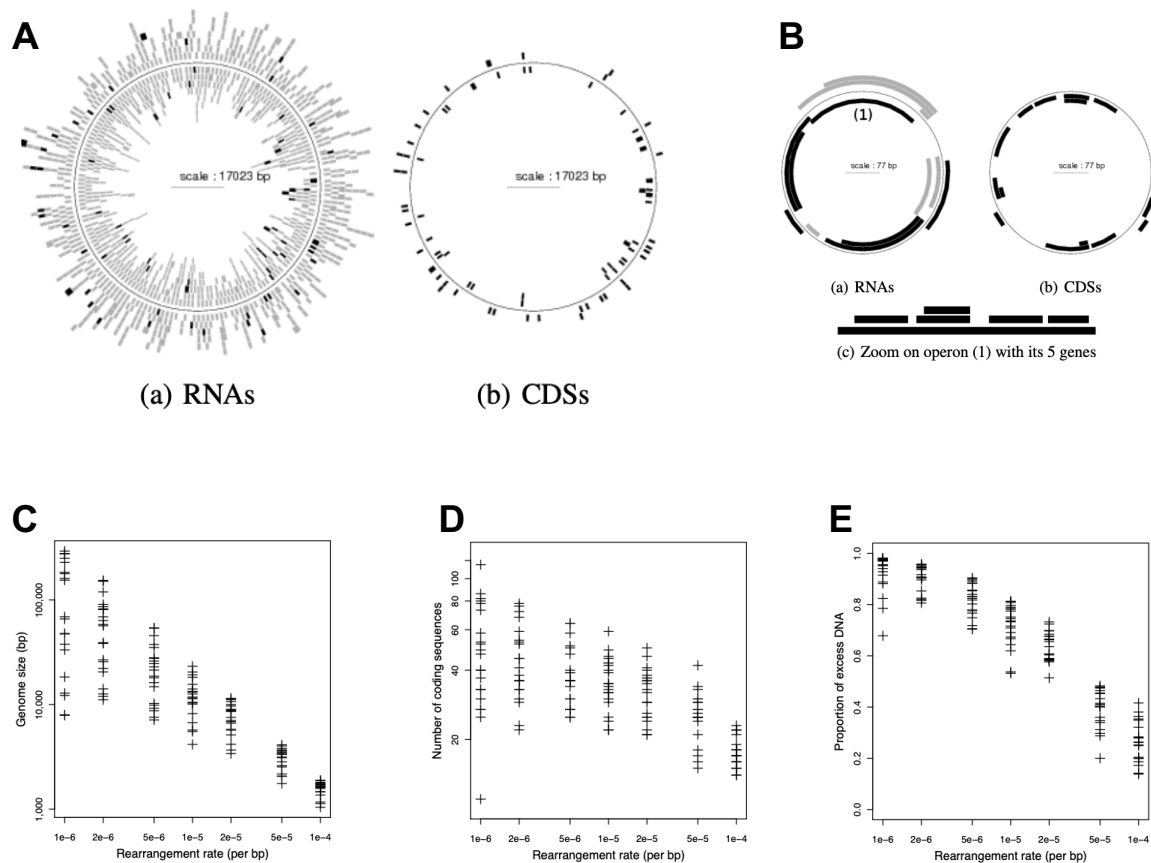 A
B
scale : 17023 bp
scale : 17023 bp
(1)
scale : 77 bp
scale : 77 bp
(a) RNAs
(b) CDSs
(c) Zoom on operon (1) with its 5 genes
(a) RNAs
(b) CDSs
C
Genome size (bp)
100,000
10,000
1,000
1e-6
2e-6
5e-6
1e-5
2e-5
5e-5
1e-4
Rearrangement rate (per bp)
D
Number of coding sequences
100
80
60
40
20
1e-6
2e-6
5e-6
1e-5
2e-5
5e-5
1e-4
Rearrangement rate (per bp)
E
Proportion of excess DNA
1.0
0.8
0.6
0.4
0.2
0.0
1e-6
2e-6
5e-6
1e-5
2e-5
5e-5
1e-4
Rearrangement rate (per bp)